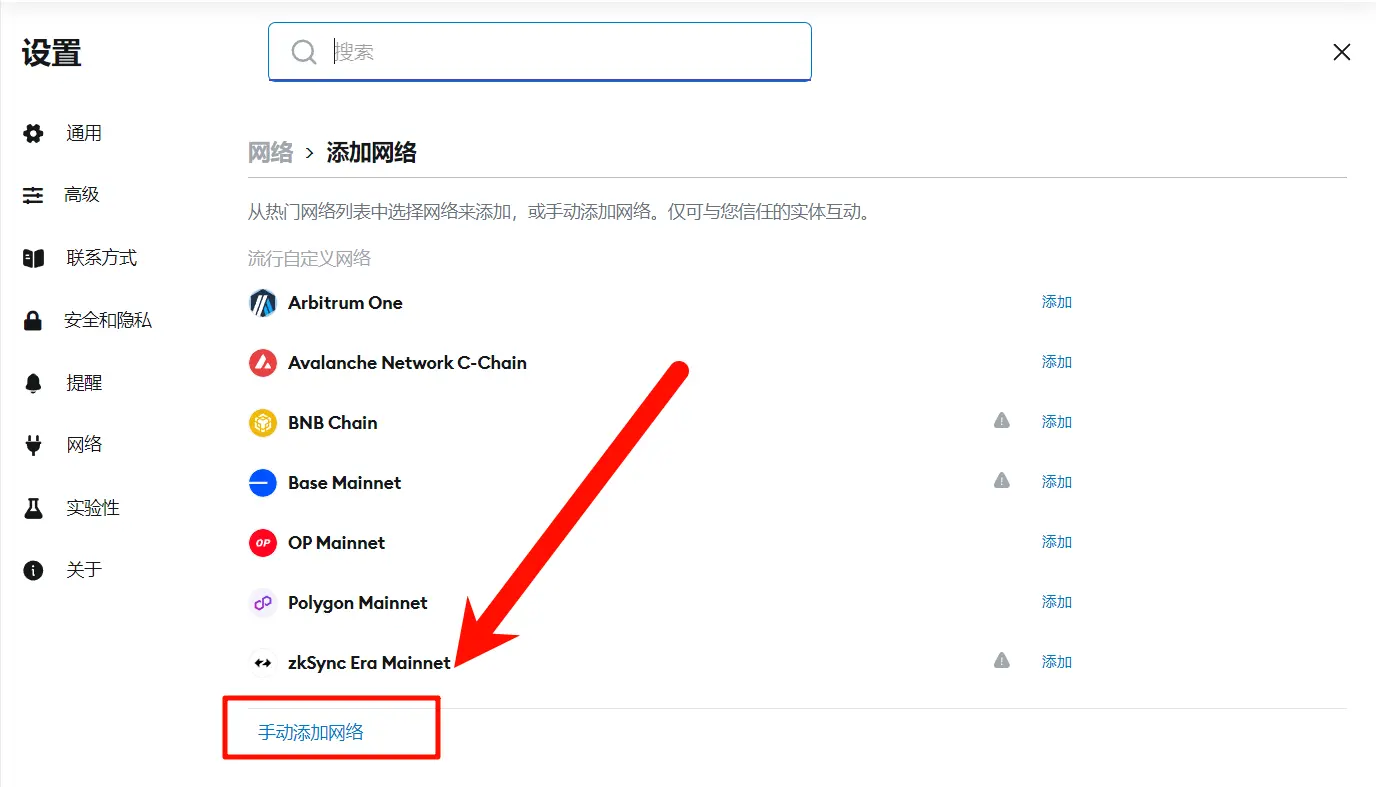 设置
搜索
通用
高级
联系方式
安全和隐私
提醒
网络
实验性
关于
网络 > 添加网络
从热门网络列表中选择网络来添加，或手动添加网络。仅可与您信任的实体互动。
流行自定义网络
Arbitrum One 添加
Avalanche Network C-Chain 添加
BNB Chain 添加
Base Mainnet 添加
OP OP Mainnet 添加
Polygon Mainnet 添加
zkSync Era Mainnet 添加
手动添加网络